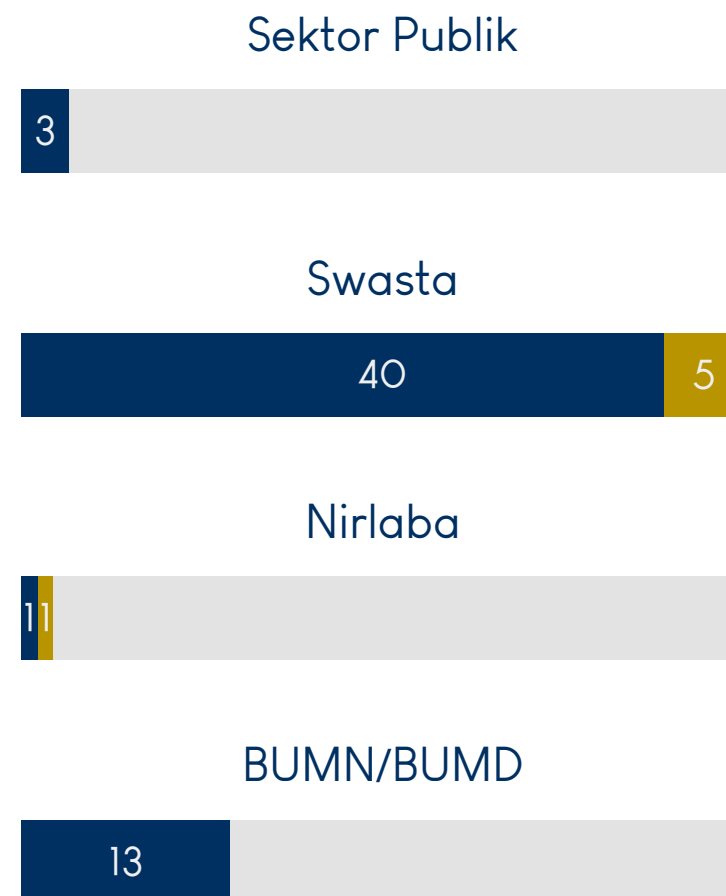 Sektor Publik
3
Swasta
40 5
Nirlaba
1 1
BUMN/BUMD
13